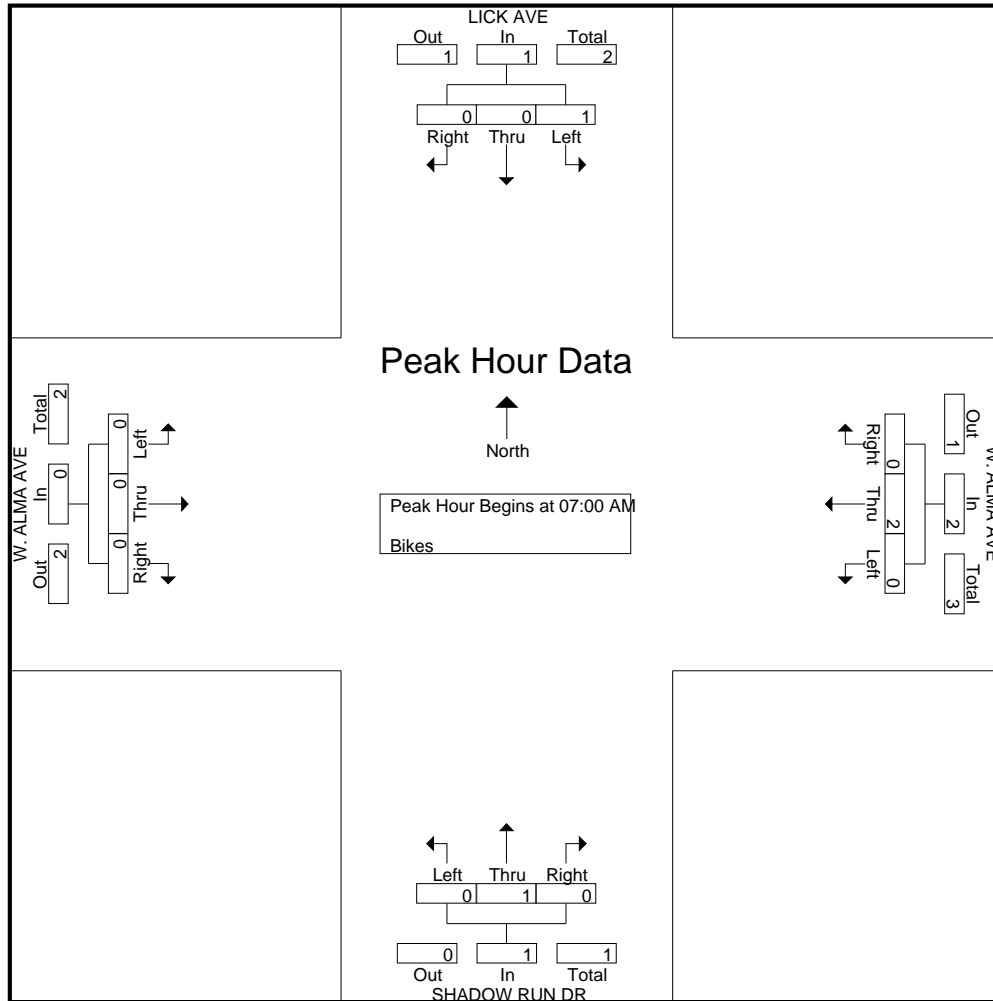 LICK AVE
Out In Total
1 1 2
0 0 1
Right Thru Left
Peak Hour Data
North
Peak Hour Begins at 07:00 AM
Bikes
W. ALMA AVE
Out In Total
2 0 2
0 0 0
Right Thru Left
W. ALMA AVE
Out In Total
1 2 3
0 2 0
Right Thru Left
Left Thru Right
0 1 0
0 1 1
Out In Total
SHADOW RUN DR